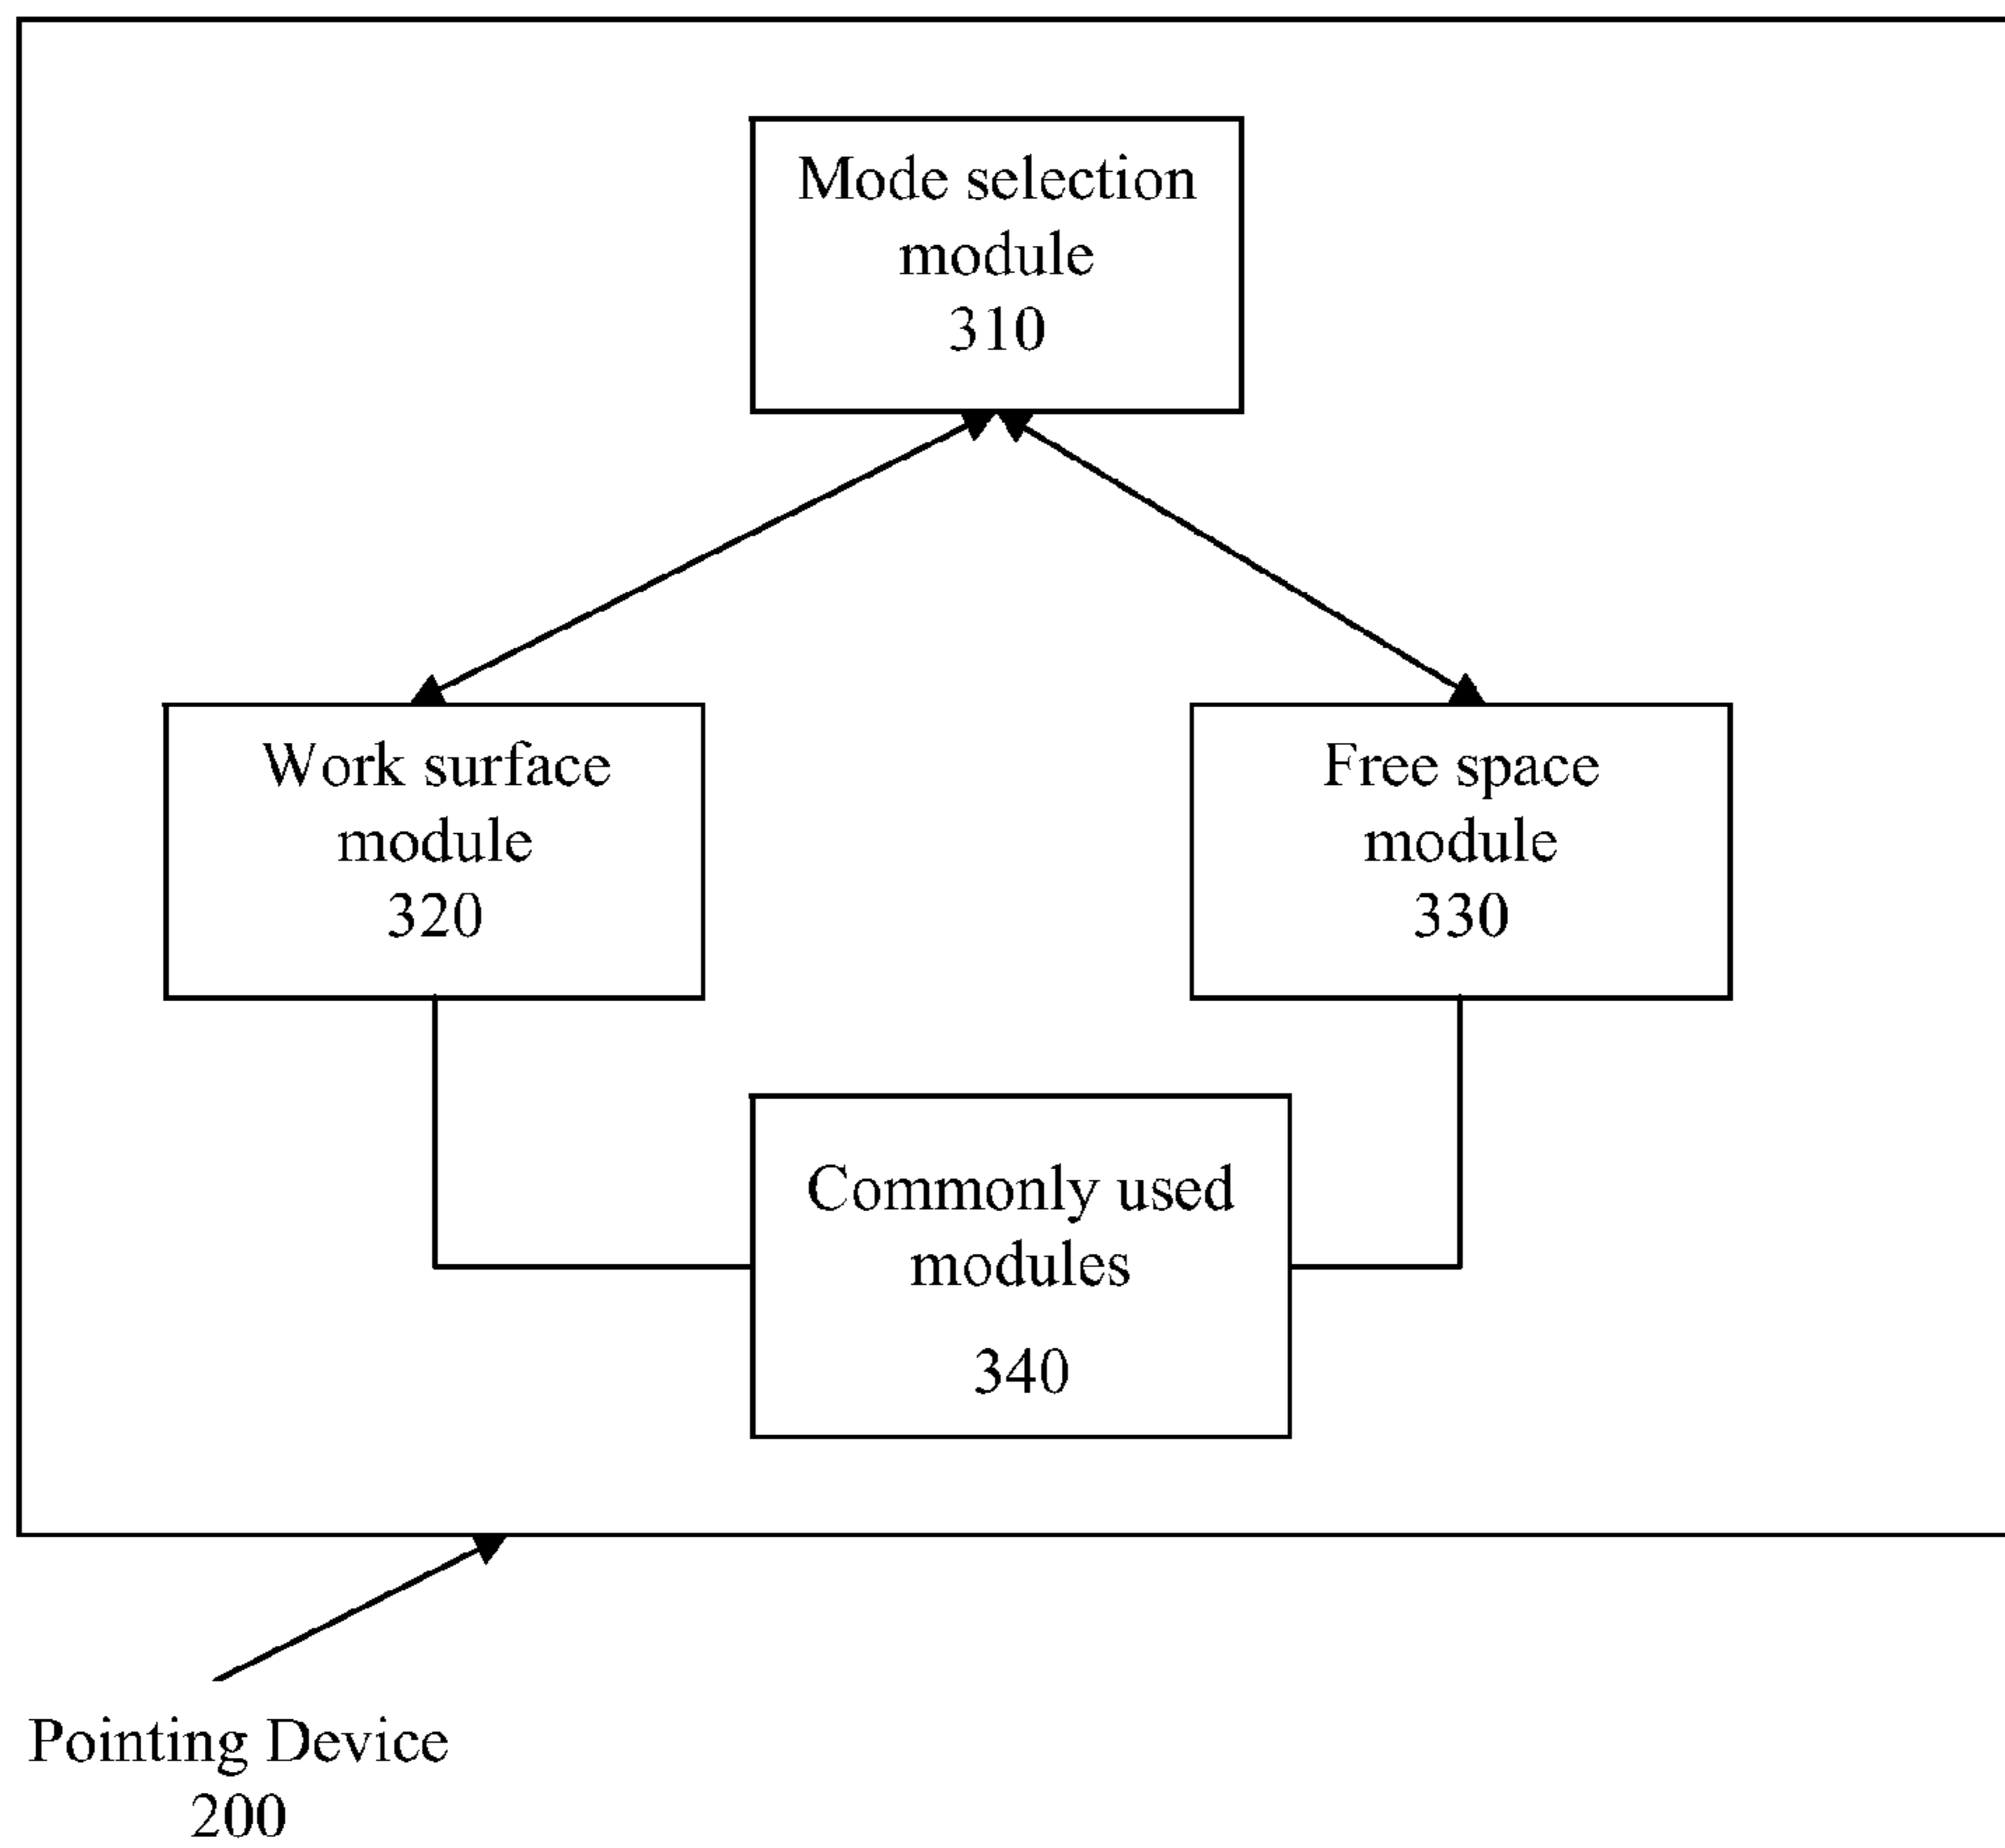 Mode selection
module
310
Work surface
module
320
Free space
module
330
Commonly used
modules
340
Pointing Device
200